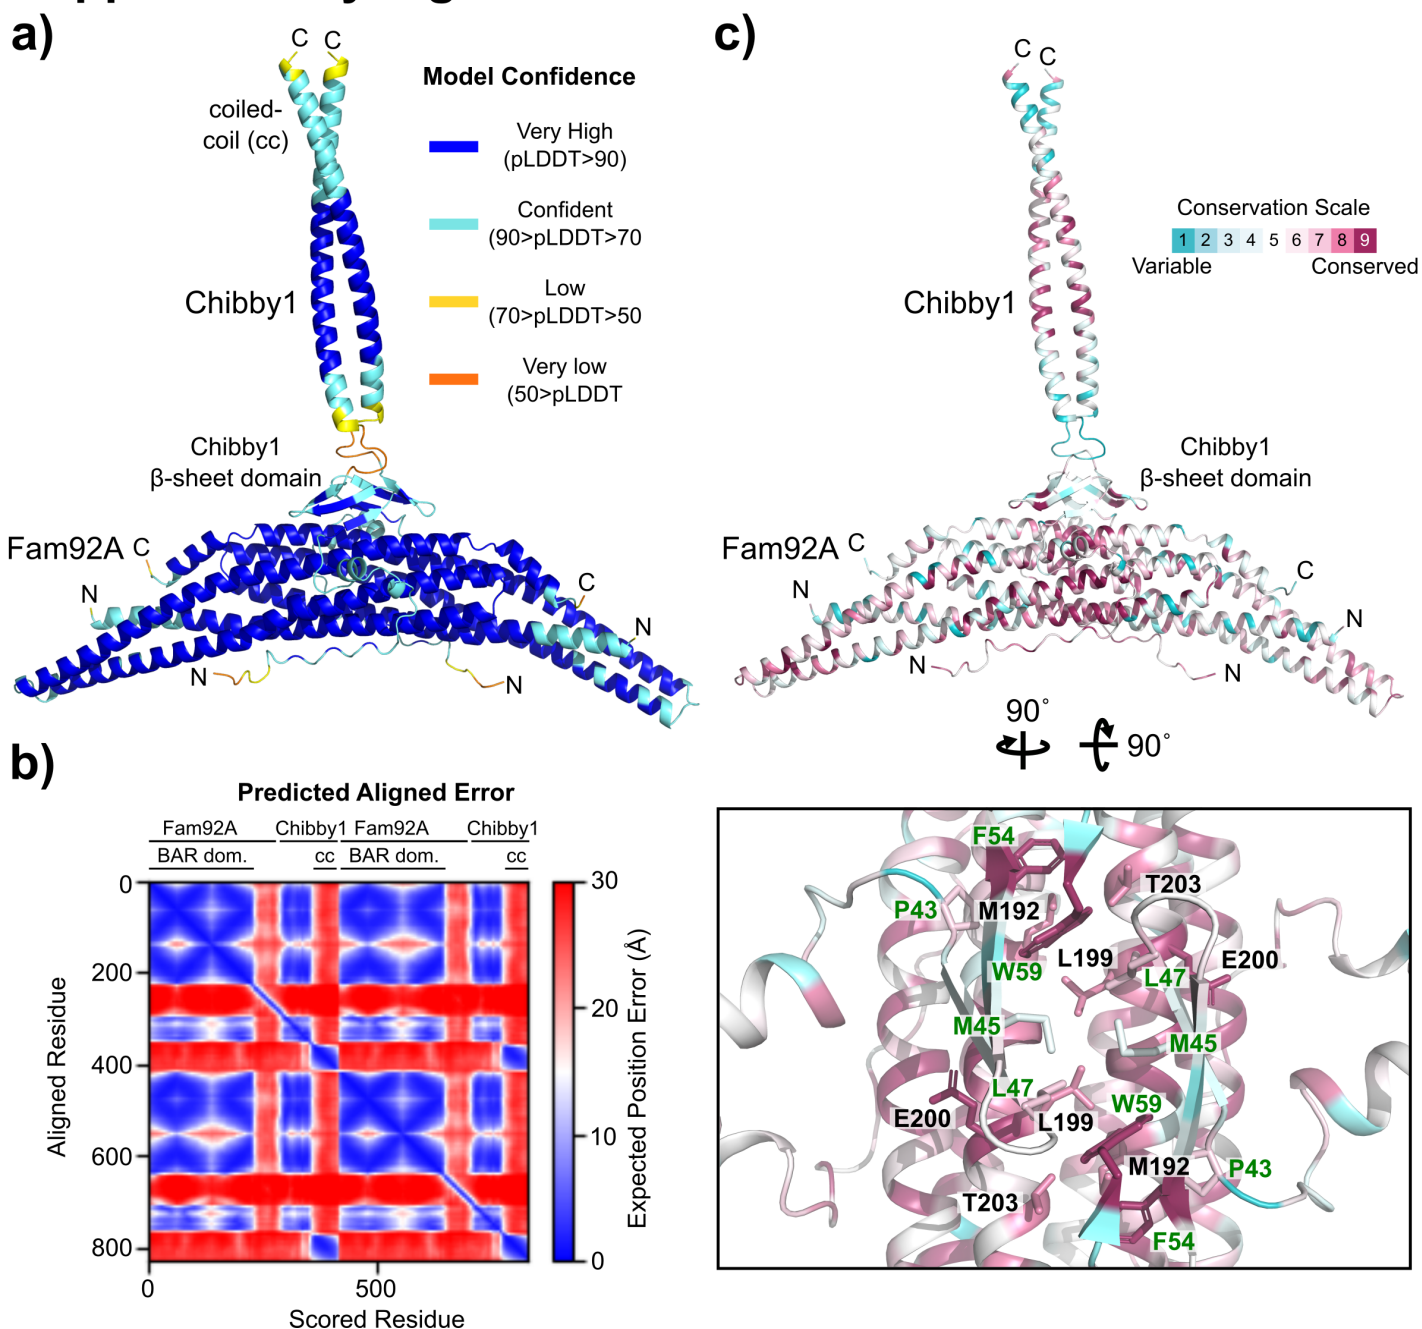 a)
C C
coiled-
coil (cc)
Model Confidence
Very High
(pLDDT>90)
Confident
(90>pLDDT>70
Low
(70>pLDDT>50
Very low
(50>pLDDT
Chibby1
Chibby1
β-sheet domain
Fam92A C
N
C
N
N
N
c)
C C
Conservation Scale
1 2 3 4 5 6 7 8 9
Variable Conserved
Chibby1
Chibby1
β-sheet domain
Fam92A C
N
C
N
N
N
90°
90°
b)
Predicted Aligned Error
Fam92A Chibby1 Fam92A Chibby1
BAR dom. cc BAR dom. cc
0
200
400
600
800
Aligned Residue
0 500
Scored Residue
30
20
10
0
Expected Position Error (Å)
F54
T203
P43 M192
L199 E200
W59 L47
M45
M45
L47
W59
E200 L199
M192 P43
T203
F54